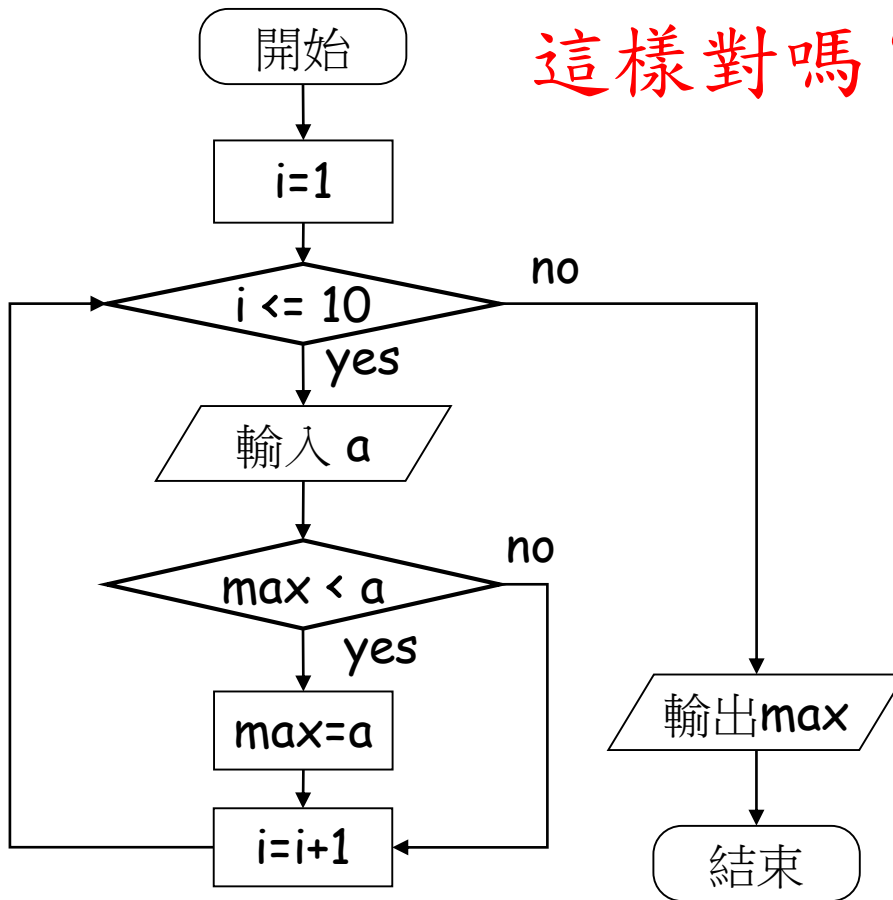 開始
這樣對嗎
i=1
i <= 10
no
yes
輸入 a
max < a
no
yes
max=a
i=i+1
輸出max
結束